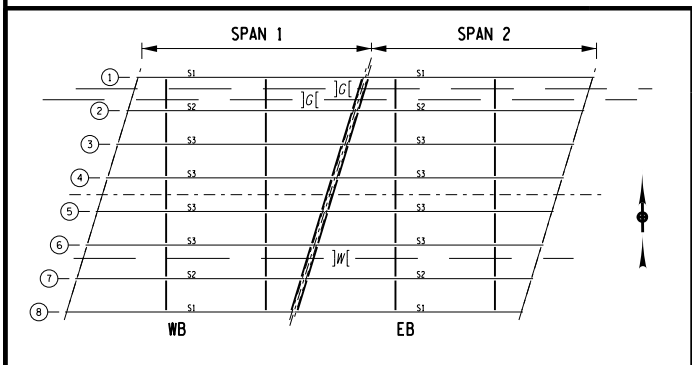 SPAN 1 SPAN 2
1 S1 S1
]G[
]G[
2 S2 S2
3 S3 S3
4 S3 S3
5 S3 S3
6 S3 S3
]W[
7 S2 S2
8 S1 S1
WB EB